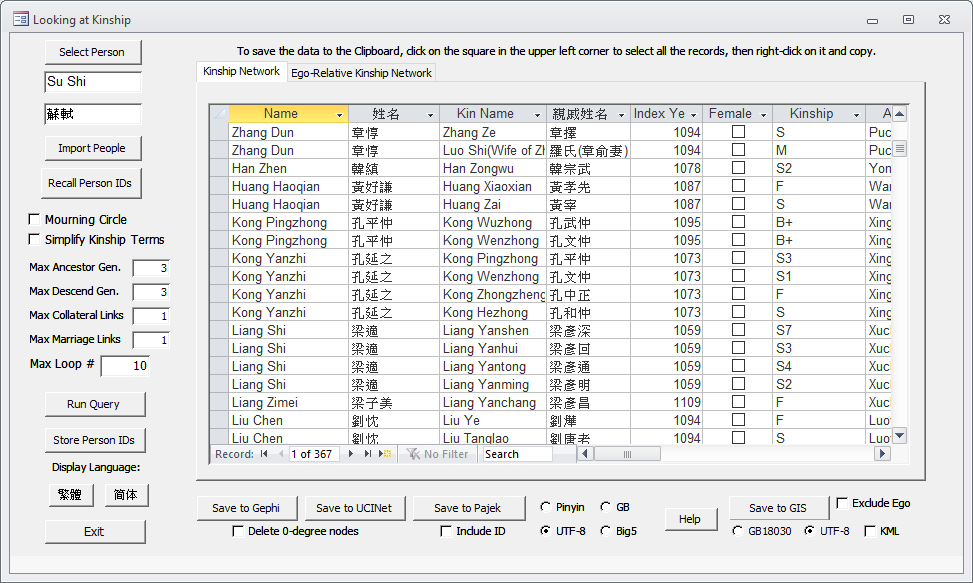 Looking at Kinship
Select Person
Su Shi
蘇軾
Import People
Recall Person IDs
Mourning Circle
Simplify Kinship Terms
Max Ancestor Gen. 3
Max Descend Gen. 3
Max Collateral Links 1
Max Marriage Links 1
Max Loop # 10
Run Query
Store Person IDs
Display Language:
繁體 简体
Exit
To save the data to the Clipboard, click on the square in the upper left corner to select all the records, then right-click on it and copy.
Kinship Network Ego-Relative Kinship Network
Name 姓名 Kin Name 親戚姓名 Index Ye Female Kinship A
Zhang Dun 章惇 Zhang Ze 章擇 1094 S Puc
Zhang Dun 章惇 Luo Shi(Wife of Zh 羅氏(章俞妻) 1094 M Puc
Han Zhen 韓縝 Han Zongwu 韓宗武 1078 S2 Yon
Huang Haoqian 黃好謙 Huang Xiaoxian 黃孝先 1087 F Wan
Huang Haoqian 黃好謙 Huang Zai 黃宰 1087 S Wan
Kong Pingzhong 孔平仲 Kong Wuzhong 孔武仲 1095 B+ Xing
Kong Pingzhong 孔平仲 Kong Wenzhong 孔文仲 1095 B+ Xing
Kong Yanzhi 孔延之 Kong Pingzhong 孔平仲 1073 S3 Xing
Kong Yanzhi 孔延之 Kong Wenzhong 孔文仲 1073 S1 Xing
Kong Yanzhi 孔延之 Kong Zhongzheng 孔中正 1073 F Xing
Kong Yanzhi 孔延之 Kong Hezhong 孔和仲 1073 S Xing
Liang Shi 梁適 Liang Yanshen 梁彥深 1059 S7 Xuc
Liang Shi 梁適 Liang Yanhui 梁彥回 1059 S3 Xuc
Liang Shi 梁適 Liang Yantong 梁彥通 1059 S4 Xuc
Liang Shi 梁適 Liang Yanming 梁彥明 1059 S2 Xuc
Liang Zimei 梁子美 Liang Yanchang 梁彥昌 1109 F Xuc
Liu Chen 劉忱 Liu Ye 劉燁 1094 F Luo
Liu Chen 劉忱 Liu Tanglao 劉唐老 1094 S Luo
Record: 1 of 367 No Filter Search
Save to Gephi Save to UCINet Save to Pajek Pinyin GB Help Save to GIS Exclude Ego
Delete 0-degree nodes Include ID UTF-8 Big5 GB18030 UTF-8 KML